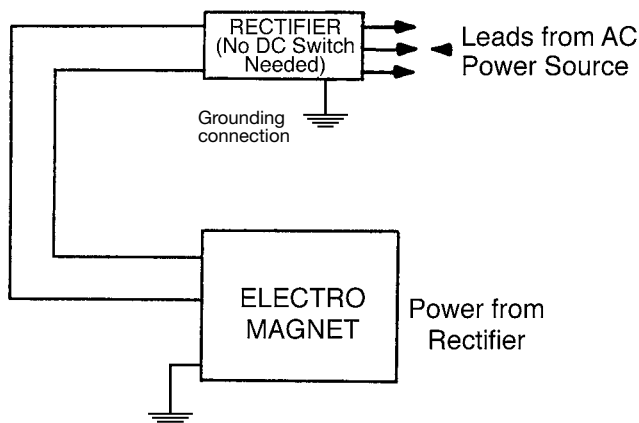 RECTIFIER
(No DC Switch
Needed)
Leads from AC
Power Source
Grounding
connection
ELECTRO
MAGNET
Power from
Rectifier